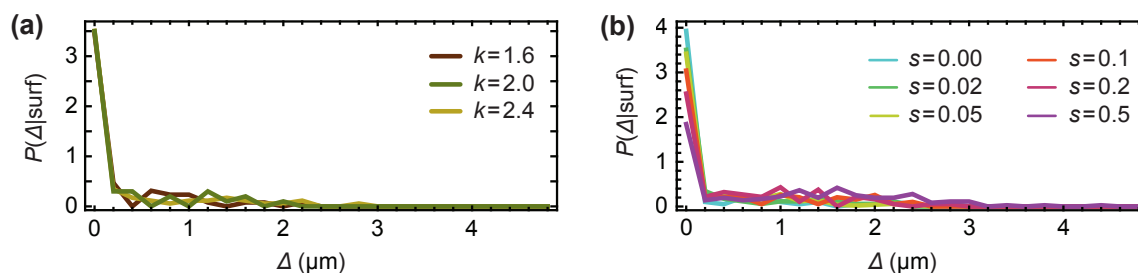 (a)
P(Δ|surf)
3
2
1
0
k=1.6
k=2.0
k=2.4
0 1 2 3 4
Δ (μm)
(b)
P(Δ|surf)
4
3
2
1
0
s=0.00 s=0.1
s=0.02 s=0.2
s=0.05 s=0.5
0 1 2 3 4 5
Δ (μm)